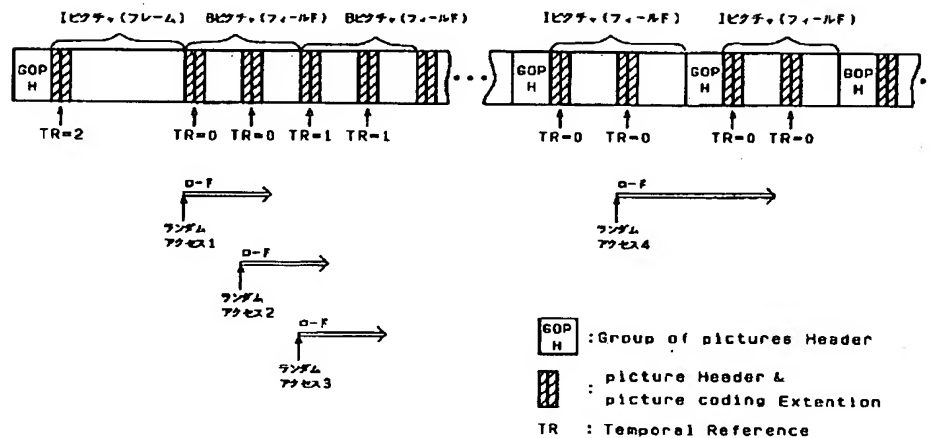 Iピクチャ(フレーム) Bピクチャ(フィールド) Bピクチャ(フィールド) Iピクチャ(フィールド) Iピクチャ(フィールド)
GOP H GOP H GOP H GOP H
TR=2 TR=0 TR=0 TR=1 TR=1 TR=0 TR=0 TR=0 TR=0
ロード
ランダム
アクセス1
ロード
ランダム
アクセス4
ロード
ランダム
アクセス2
ロード
ランダム
アクセス3
GOP H :Group of pictures Header
: picture Header &
picture coding Extention
TR : Temporal Reference